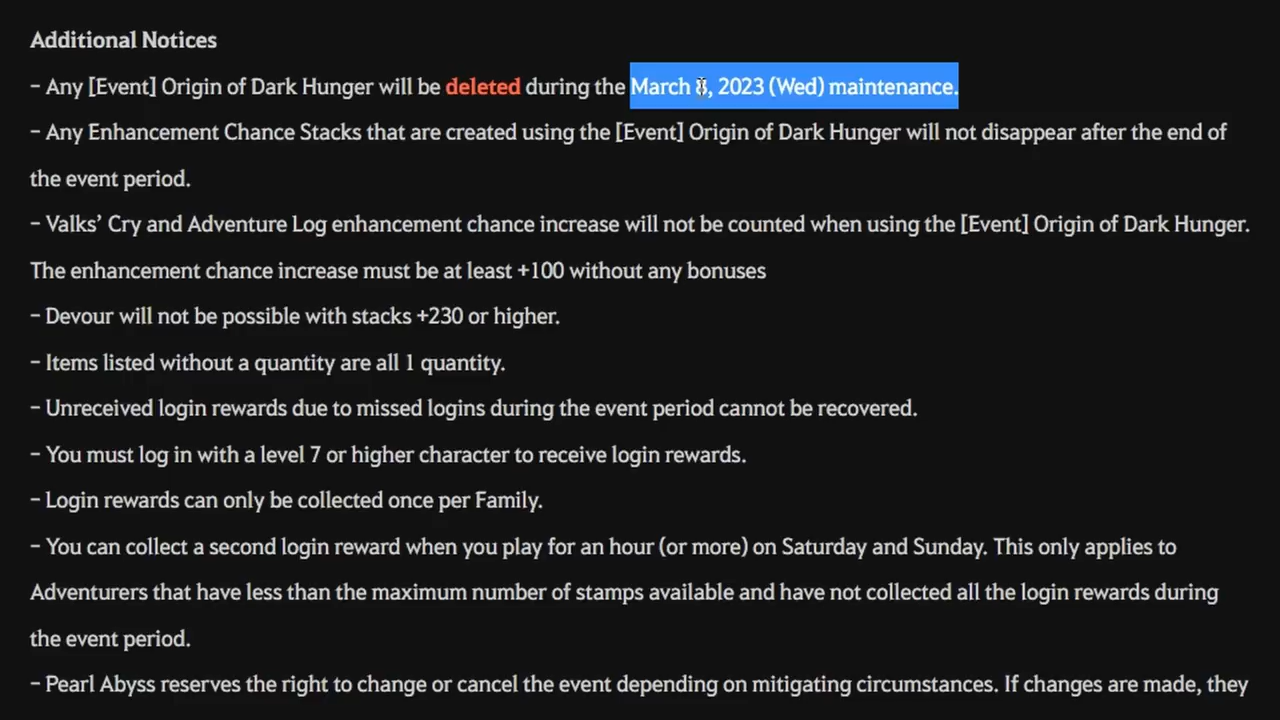 Additional Notices
– Any [Event] Origin of Dark Hunger will be deleted during the March 8, 2023 (Wed) maintenance.
– Any Enhancement Chance Stacks that are created using the [Event] Origin of Dark Hunger will not disappear after the end of
the event period.
– Valks’ Cry and Adventure Log enhancement chance increase will not be counted when using the [Event] Origin of Dark Hunger.
The enhancement chance increase must be at least +100 without any bonuses
– Devour will not be possible with stacks +230 or higher.
– Items listed without a quantity are all 1 quantity.
– Unreceived login rewards due to missed logins during the event period cannot be recovered.
– You must log in with a level 7 or higher character to receive login rewards.
– Login rewards can only be collected once per Family.
– You can collect a second login reward when you play for an hour (or more) on Saturday and Sunday. This only applies to
Adventurers that have less than the maximum number of stamps available and have not collected all the login rewards during
the event period.
– Pearl Abyss reserves the right to change or cancel the event depending on mitigating circumstances. If changes are made, they